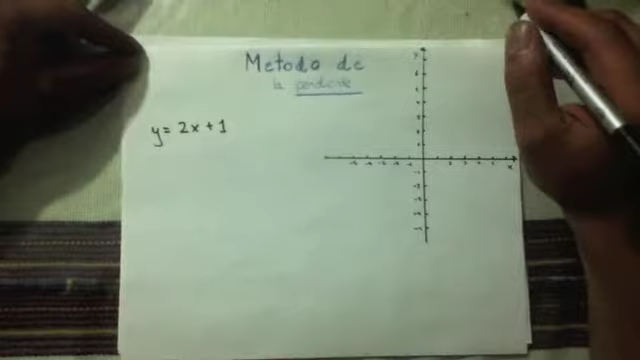 Metodo de
la pendiente
y = 2x + 1